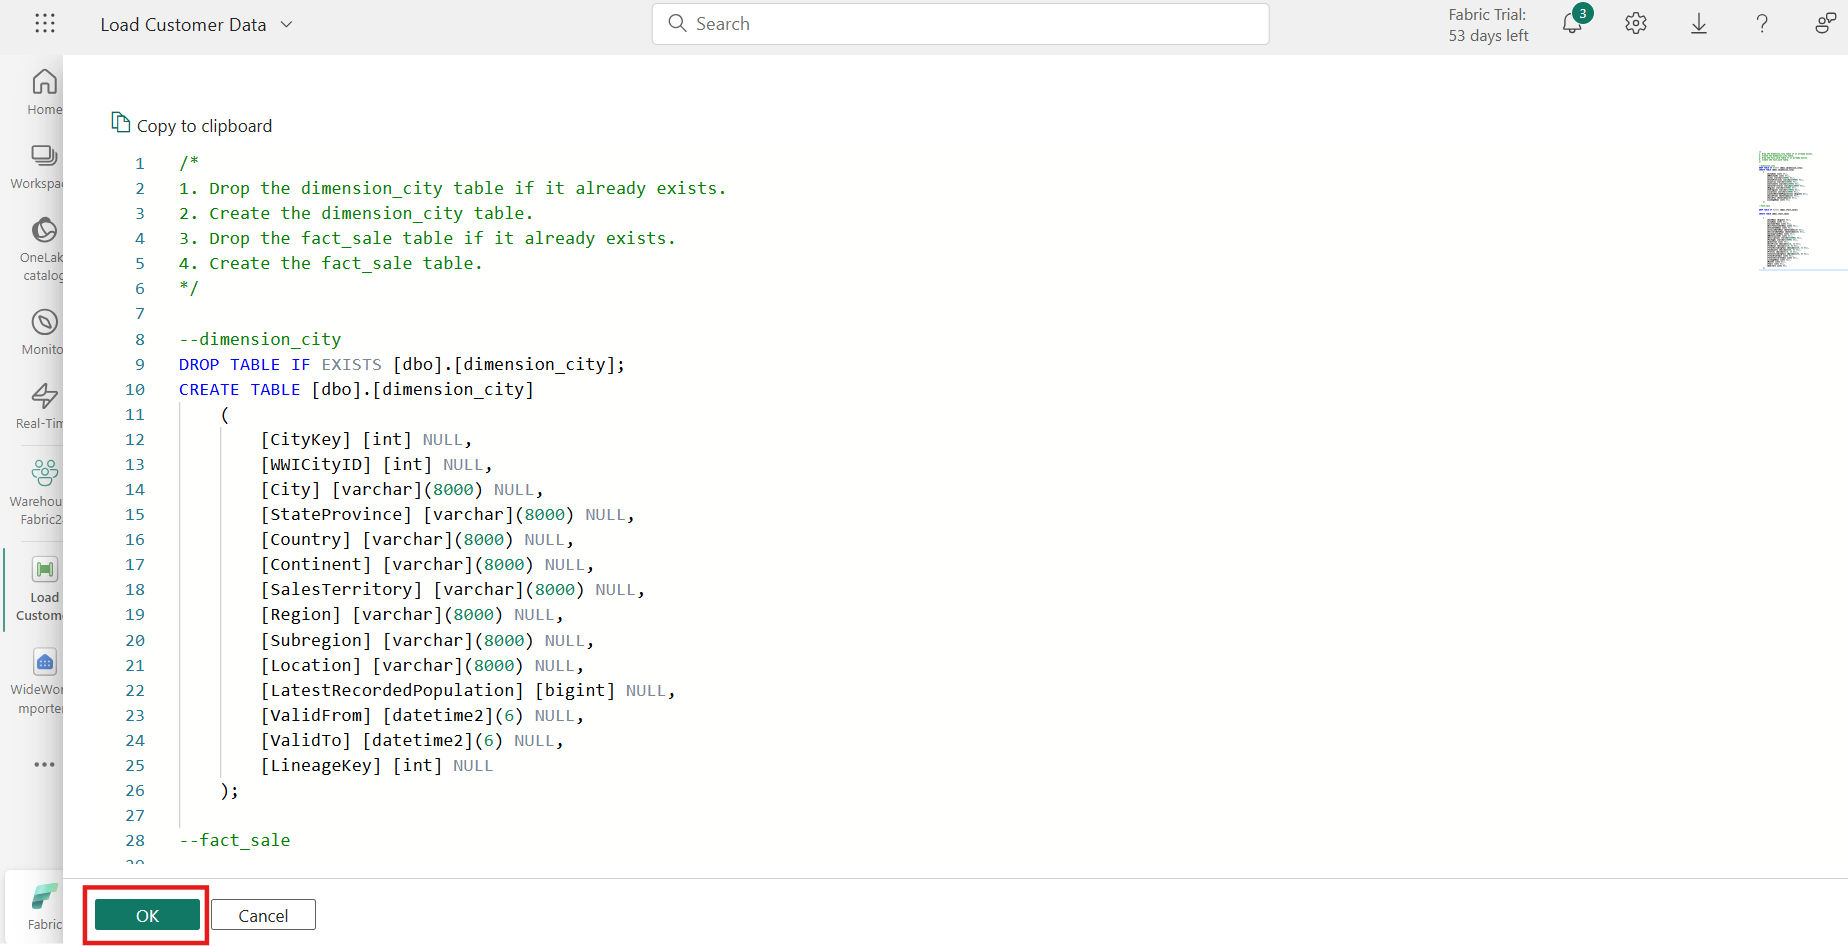 Load Customer Data
Search
Fabric Trial:
53 days left
3
Home
Workspa
OneLak
catalog
Monito
Real-Tim
Warehou
Fabric2
Load
Custome
WideWor
mporte
Fabric
Copy to clipboard
1 /*
2 1. Drop the dimension_city table if it already exists.
3 2. Create the dimension_city table.
4 3. Drop the fact_sale table if it already exists.
5 4. Create the fact_sale table.
6 */
7
8 --dimension_city
9 DROP TABLE IF EXISTS [dbo].[dimension_city];
10 CREATE TABLE [dbo].[dimension_city]
11 (
12 [CityKey] [int] NULL,
13 [WWICityID] [int] NULL,
14 [City] [varchar](8000) NULL,
15 [StateProvince] [varchar](8000) NULL,
16 [Country] [varchar](8000) NULL,
17 [Continent] [varchar](8000) NULL,
18 [SalesTerritory] [varchar](8000) NULL,
19 [Region] [varchar](8000) NULL,
20 [Subregion] [varchar](8000) NULL,
21 [Location] [varchar](8000) NULL,
22 [LatestRecordedPopulation] [bigint] NULL,
23 [ValidFrom] [datetime2](6) NULL,
24 [ValidTo] [datetime2](6) NULL,
25 [LineageKey] [int] NULL
26 );
27
28 --fact_sale
OK
Cancel